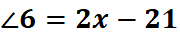 ∠6 = 2x − 21